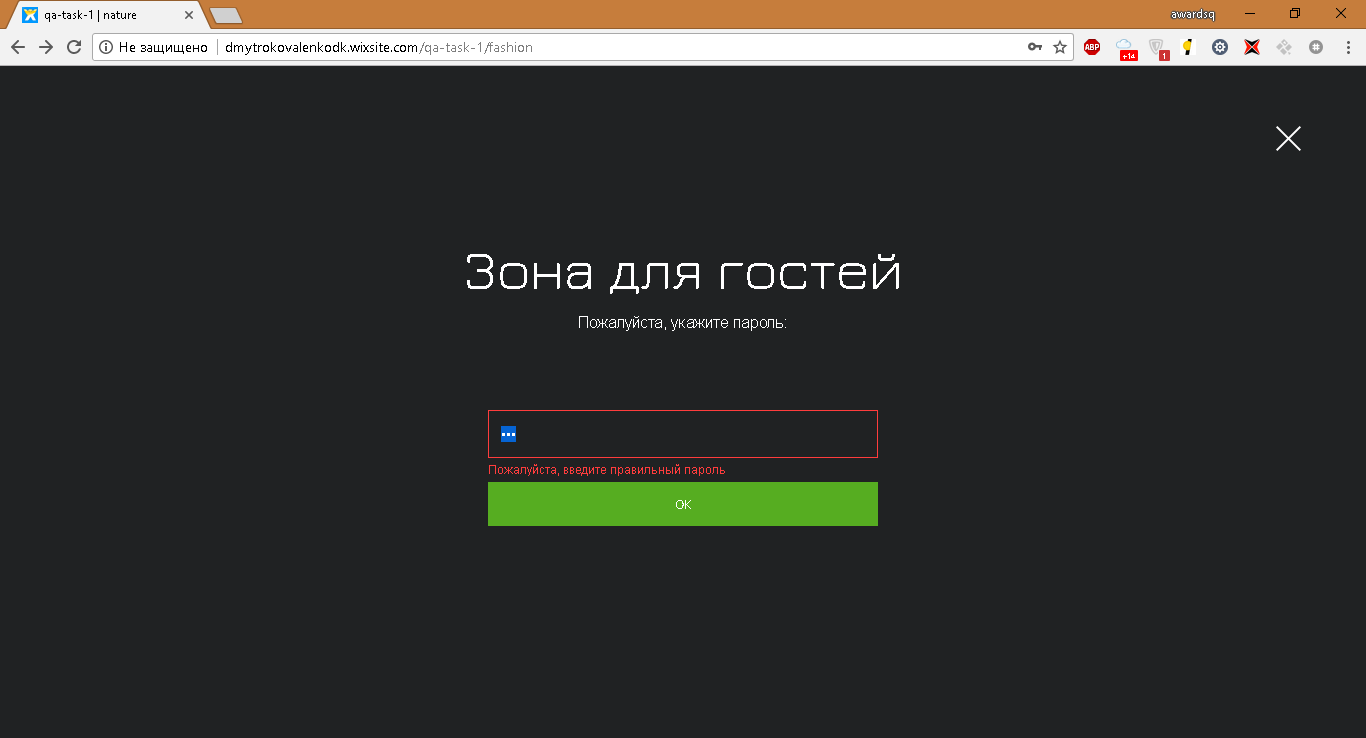 qa-task-1 | nature
awardsq
Не защищено
dmytrokovalenkodk.wixsite.com/qa-task-1/fashion
ABP
+14
1
Зона для гостей
Пожалуйста, укажите пароль:
•••
Пожалуйста, введите правильный пароль
ОК